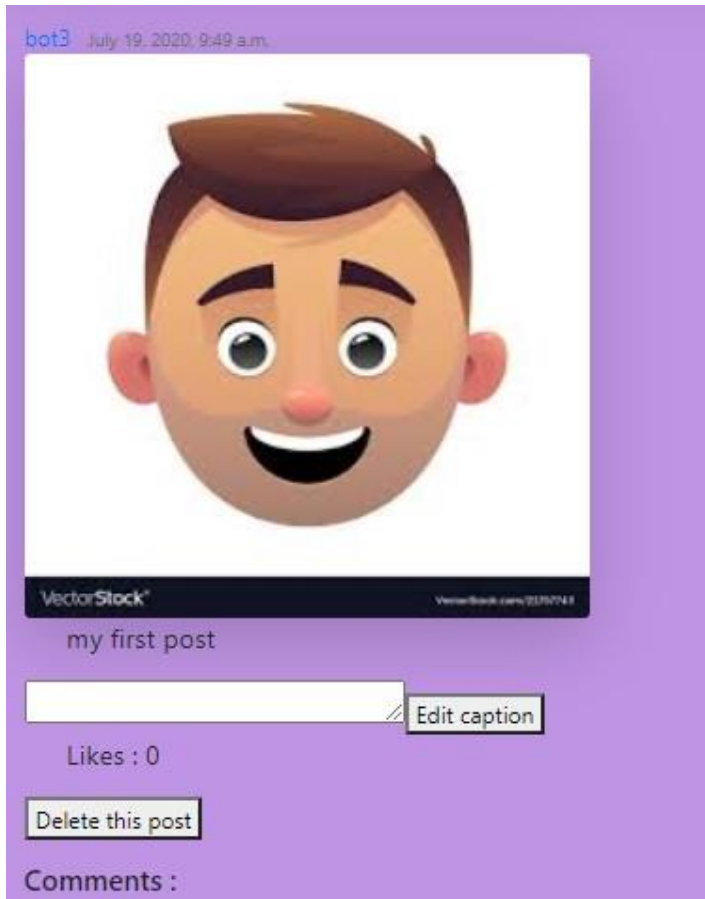 bot3 July 19, 2020, 9:49 a.m.
VectorStock®
my first post
Edit caption
Likes : 0
Delete this post
Comments :